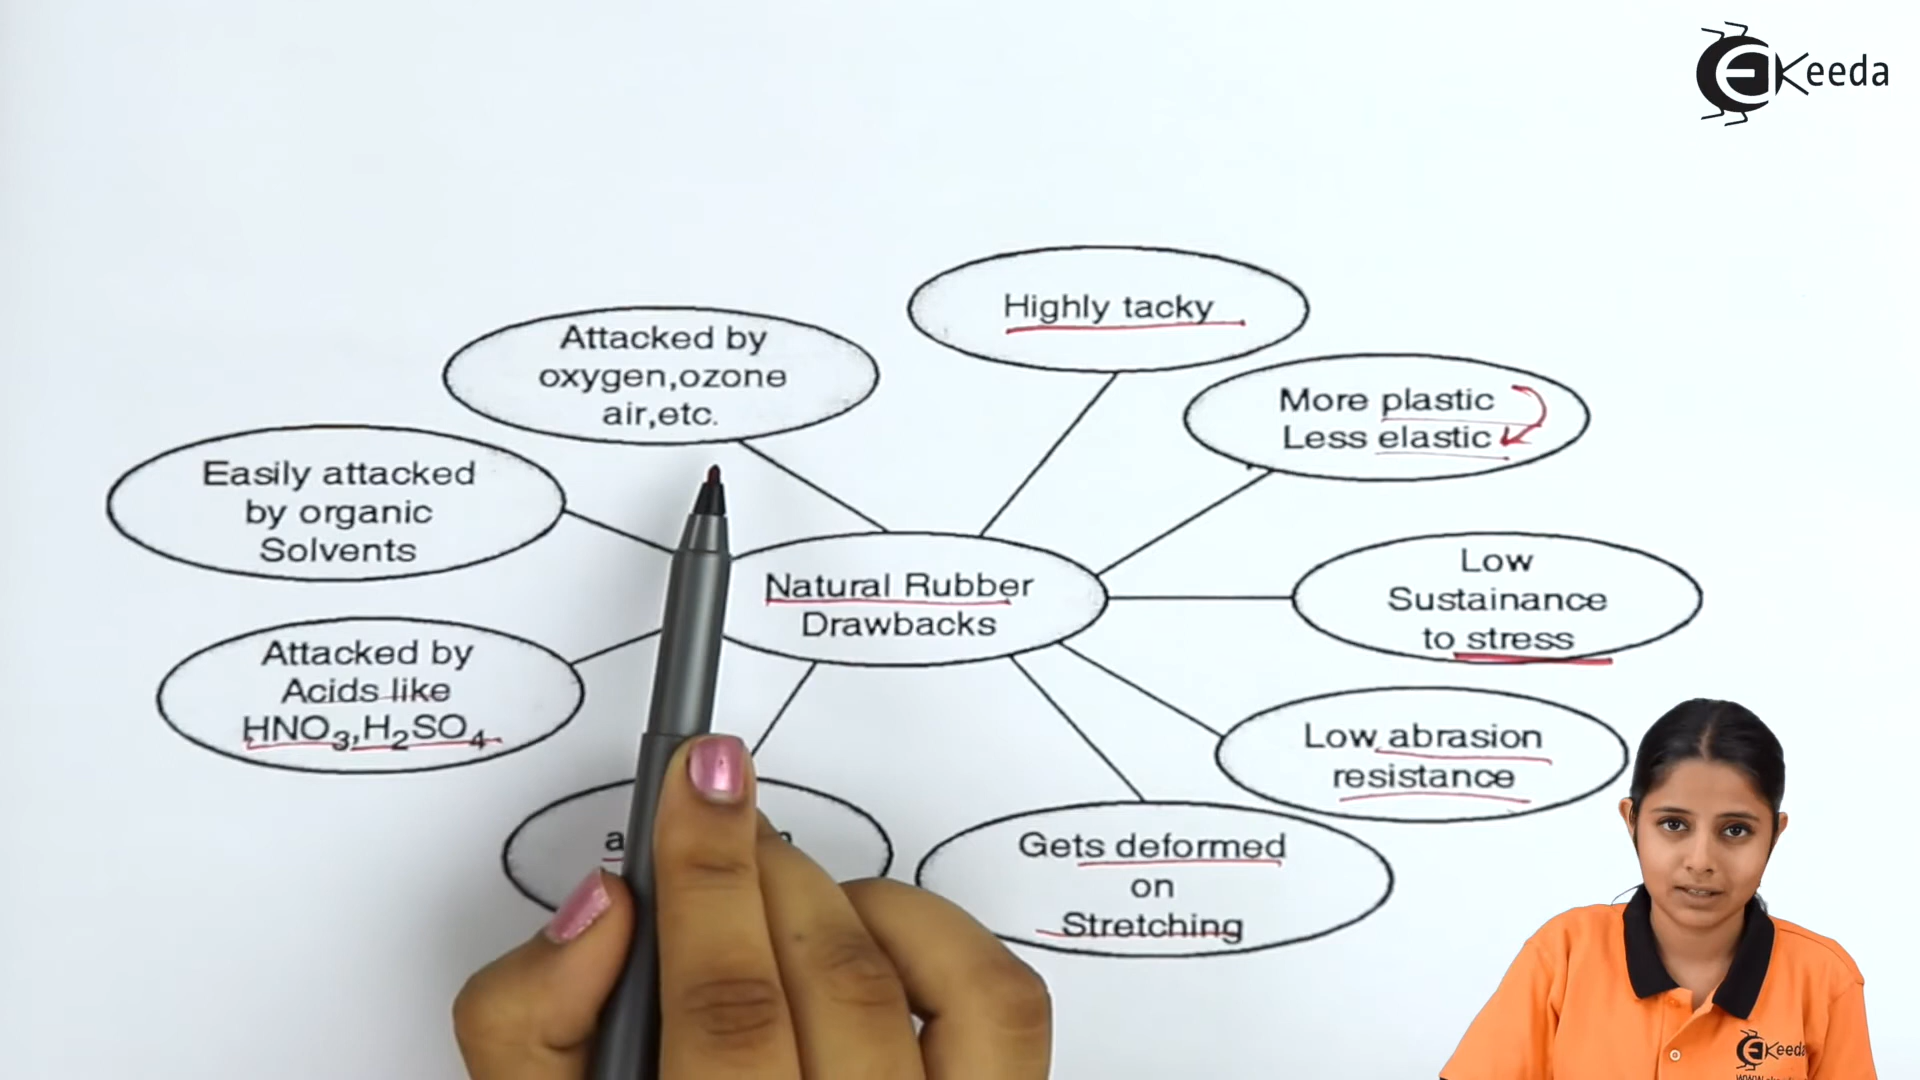 Keeda
Highly tacky
Attacked by
oxygen,ozone
air,etc.
More plastic
Less elastic
Easily attacked
by organic
Solvents
Natural Rubber
Drawbacks
Low
Sustainance
to stress
Attacked by
Acids like
HNO₃,H₂SO₄
Low abrasion
resistance
Gets deformed
on
Stretching
Keeda